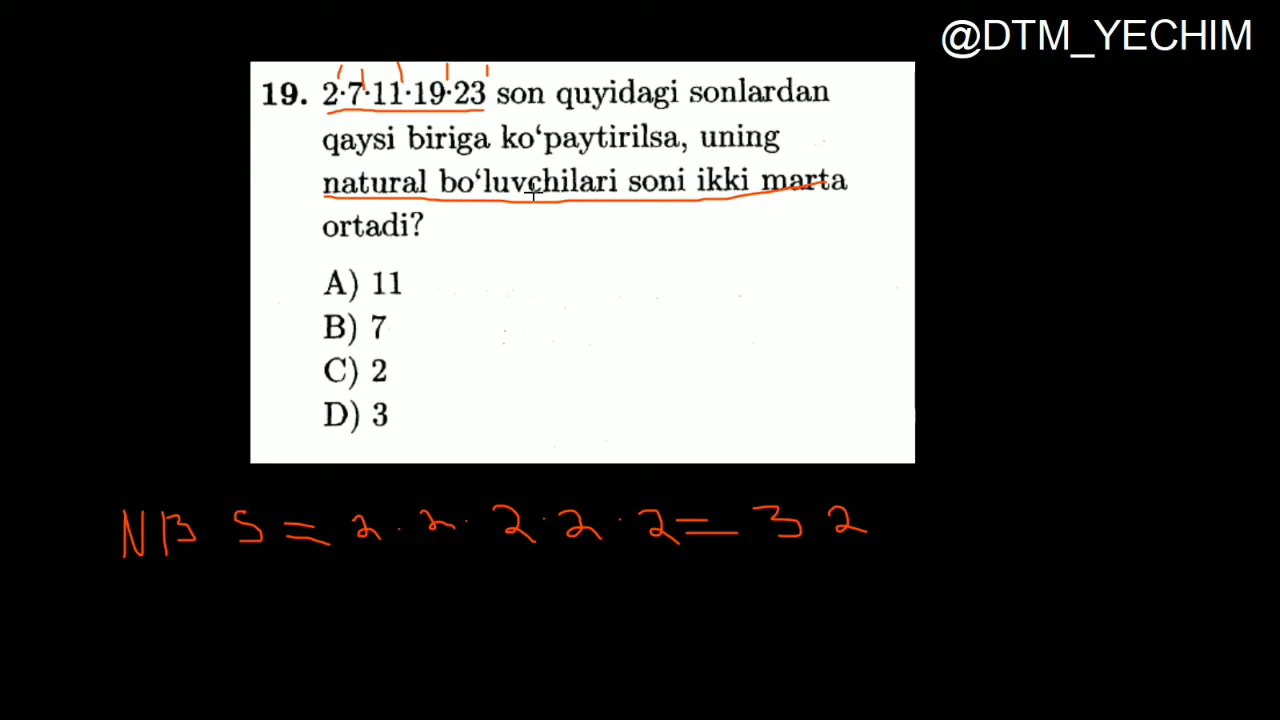 @DTM_YECHIM
19. 2·7·11·19·23 son quyidagi sonlardan
qaysi biriga ko‘paytirilsa, uning
natural bo‘luvchilari soni ikki marta
ortadi?
A) 11
B) 7
C) 2
D) 3
NB S = 2 · 2 · 2 · 2 · 2 = 32